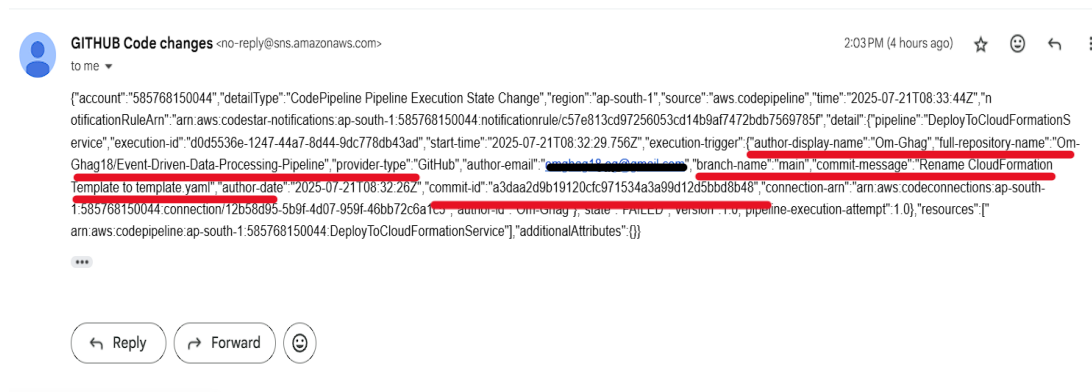 GITHUB Code changes <no-reply@sns.amazonaws.com>
2:03 PM (4 hours ago)
to me
{"account":"585768150044","detailType":"CodePipeline Pipeline Execution State Change","region":"ap-south-1","source":"aws.codepipeline","time":"2025-07-21T08:33:44Z","n
otificationRuleArn":"arn:aws:codestar-notifications:ap-south-1:585768150044:notificationrule/c57e813cd97256053cd14b9af7472bdb7569785f","detail":{"pipeline":"DeployToCloudFormationS
ervice","execution-id":"d0d5536e-1247-44a7-8d44-9dc778db43ad","start-time":"2025-07-21T08:32:29.756Z","execution-trigger":{"author-display-name":"Om-Ghag","full-repository-name":"Om-
Ghag18/Event-Driven-Data-Processing-Pipeline","provider-type":"GitHub","author-email":" ","branch-name":"main","commit-message":"Rename CloudFormation
Template to template.yaml","author-date":"2025-07-21T08:32:26Z","commit-id":"a3daa2d9b19120cfc971534a3a99d12d5bbd8b48","connection-arn":"arn:aws:codeconnections:ap-south-
1:585768150044:connection/12b58d95-5b9f-4d07-959f-46bb72c6a1c5","author-id":"Om-Ghag"},"state":"FAILED","version":1.0,"pipeline-execution-attempt":1.0},"resources":["
arn:aws:codepipeline:ap-south-1:585768150044:DeployToCloudFormationService"],"additionalAttributes":{}}
Reply
Forward